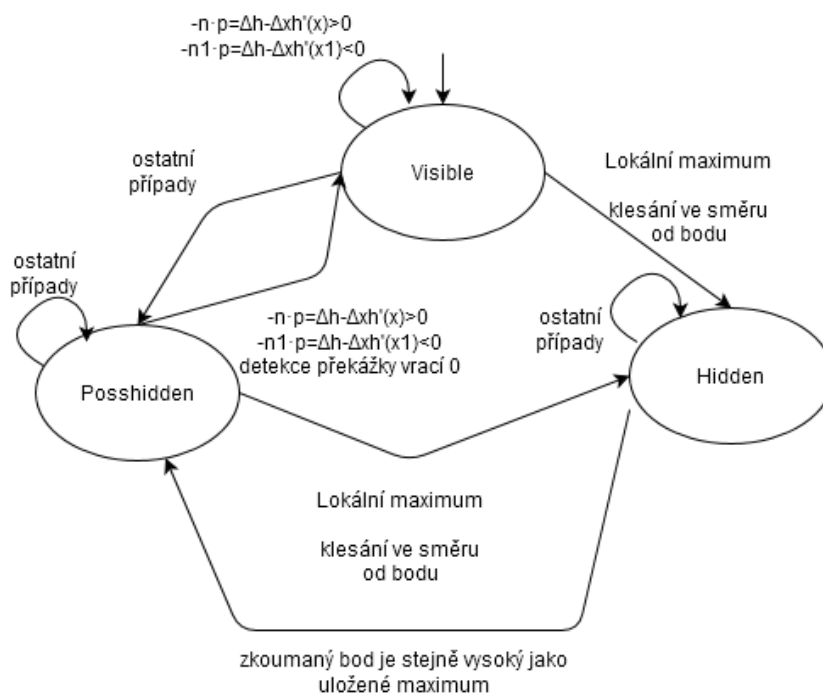 -n·p=Δh-Δxh'(x)>0
-n1·p=Δh-Δxh'(x1)<0
ostatní
případy
Visible
Lokální maximum
klesání ve směru
od bodu
ostatní
případy
-n·p=Δh-Δxh'(x)>0
-n1·p=Δh-Δxh'(x1)<0
detekce překážky vrací 0
ostatní
případy
Posshidden
Hidden
Lokální maximum
klesání ve směru
od bodu
zkoumaný bod je stejně vysoký jako
uložené maximum